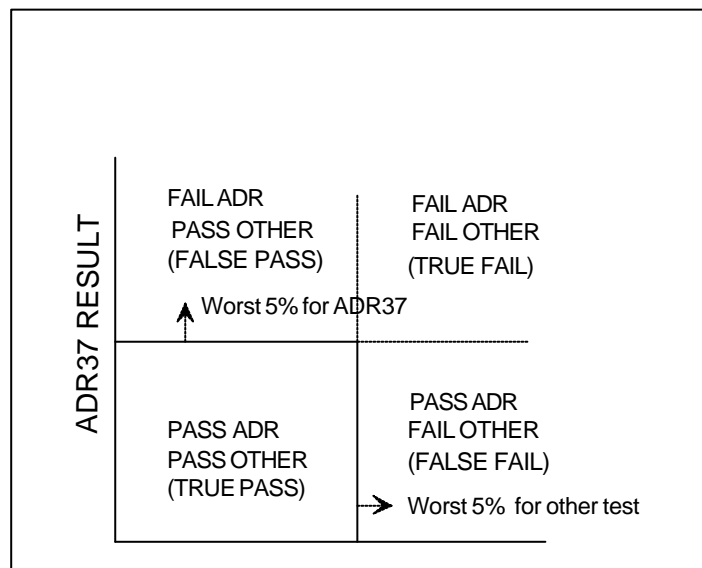 FAIL ADR
PASS OTHER
(FALSE PASS)
FAIL ADR
FAIL OTHER
(TRUE FAIL)
Worst 5% for ADR37
ADR37 RESULT
PASS ADR
PASS OTHER
(TRUE PASS)
PASS ADR
FAIL OTHER
(FALSE FAIL)
Worst 5% for other test